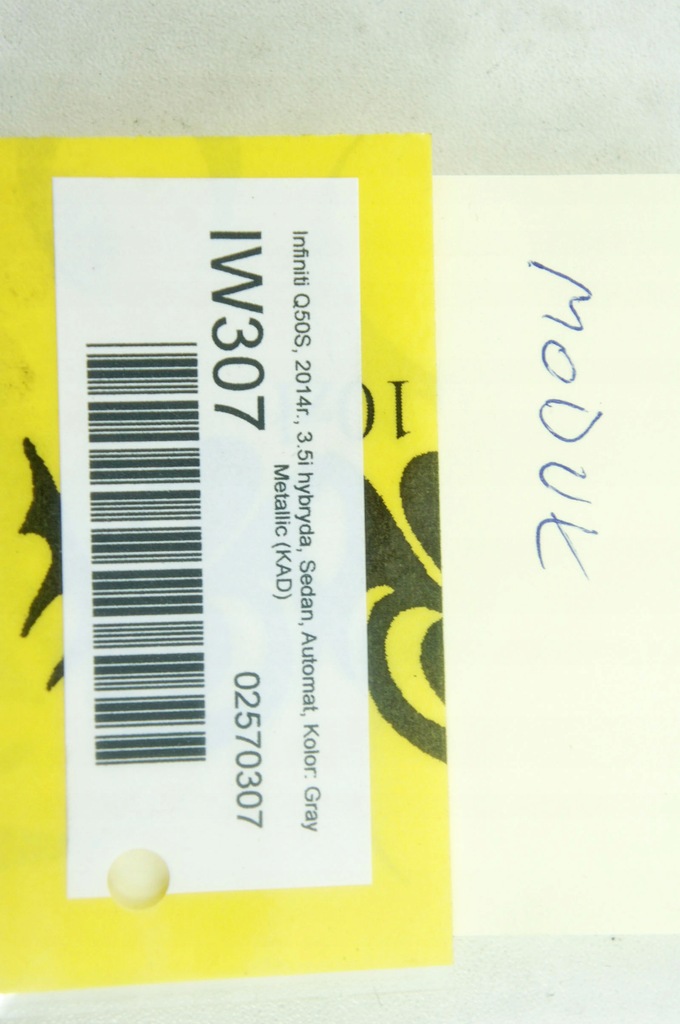 MODUŁ
Infiniti Q50S, 2014r., 3.5i hybryda, Sedan, Automat, Kolor: Gray
Metallic (KAD)
IW307
02570307